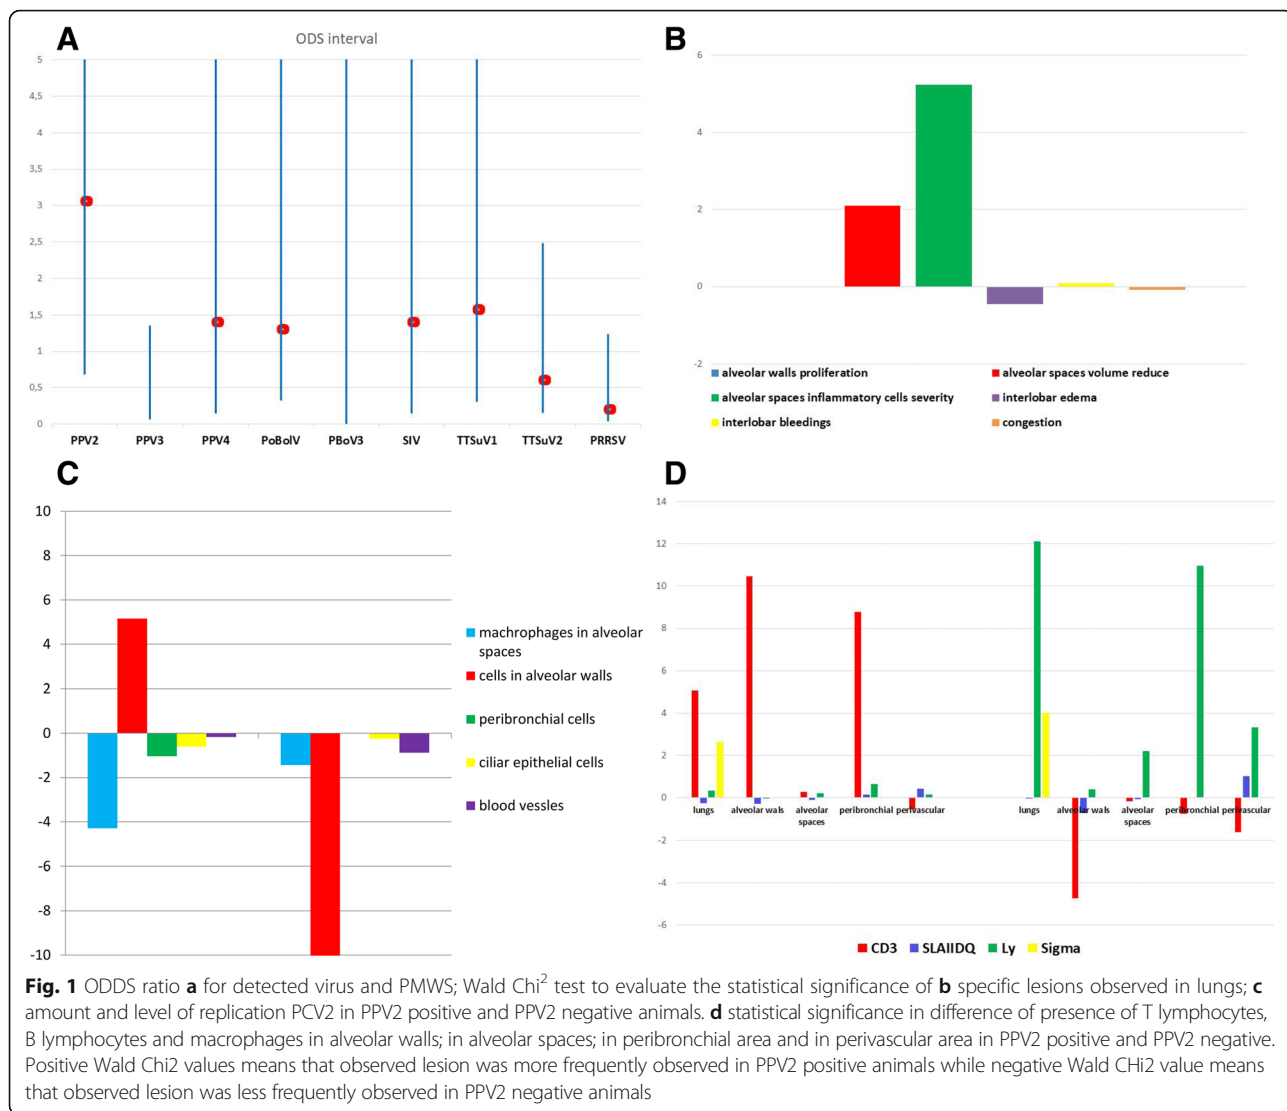 A
ODS interval
5
4,5
4
3,5
3
2,5
2
1,5
1
0,5
0
PPV2 PPV3 PPV4 PoBolV PBoV3 SIV TTSuV1 TTSuV2 PRRSV
B
6
4
2
0
-2
alveolar walls proliferation
alveolar spaces volume reduce
alveolar spaces inflammatory cells severity
interlobar edema
interlobar bleedings
congestion
C
10
8
6
4
2
0
-2
-4
-6
-8
-10
machrophages in alveolar
spaces
cells in alveolar walls
peribronchial cells
ciliar epithelial cells
blood vessles
D
14
12
10
8
6
4
2
0
-2
-4
-6
lungs alveolar wals alveolar peribronchial perivascular lungs alveolar wals alveolar peribronchial perivascular
spaces spaces
CD3 SLAIIDQ Ly Sigma
Fig. 1 ODDS ratio a for detected virus and PMWS; Wald Chi² test to evaluate the statistical significance of b specific lesions observed in lungs; c
amount and level of replication PCV2 in PPV2 positive and PPV2 negative animals. d statistical significance in difference of presence of T lymphocytes,
B lymphocytes and macrophages in alveolar walls; in alveolar spaces; in peribronchial area and in perivascular area in PPV2 positive and PPV2 negative.
Positive Wald Chi2 values means that observed lesion was more frequently observed in PPV2 positive animals while negative Wald CHi2 value means
that observed lesion was less frequently observed in PPV2 negative animals